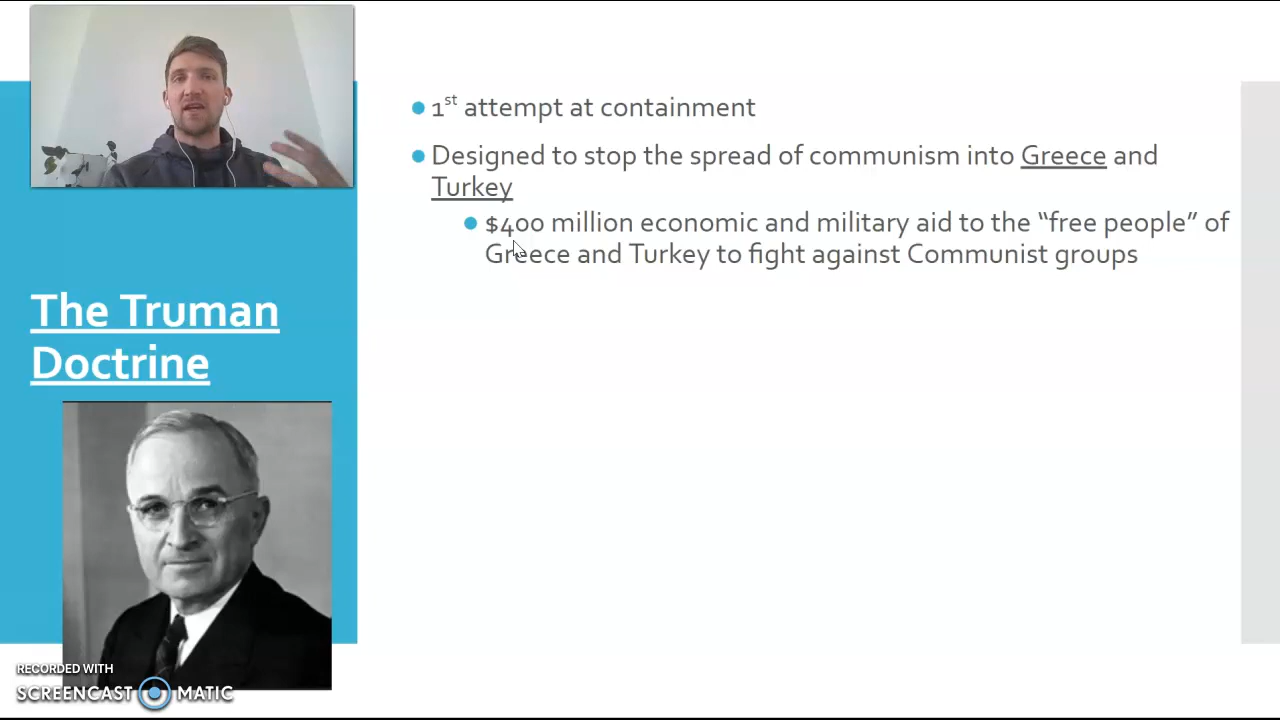 1st attempt at containment
Designed to stop the spread of communism into Greece and
Turkey
$400 million economic and military aid to the “free people” of
Greece and Turkey to fight against Communist groups
The Truman
Doctrine
RECORDED WITH
SCREENCAST MATIC